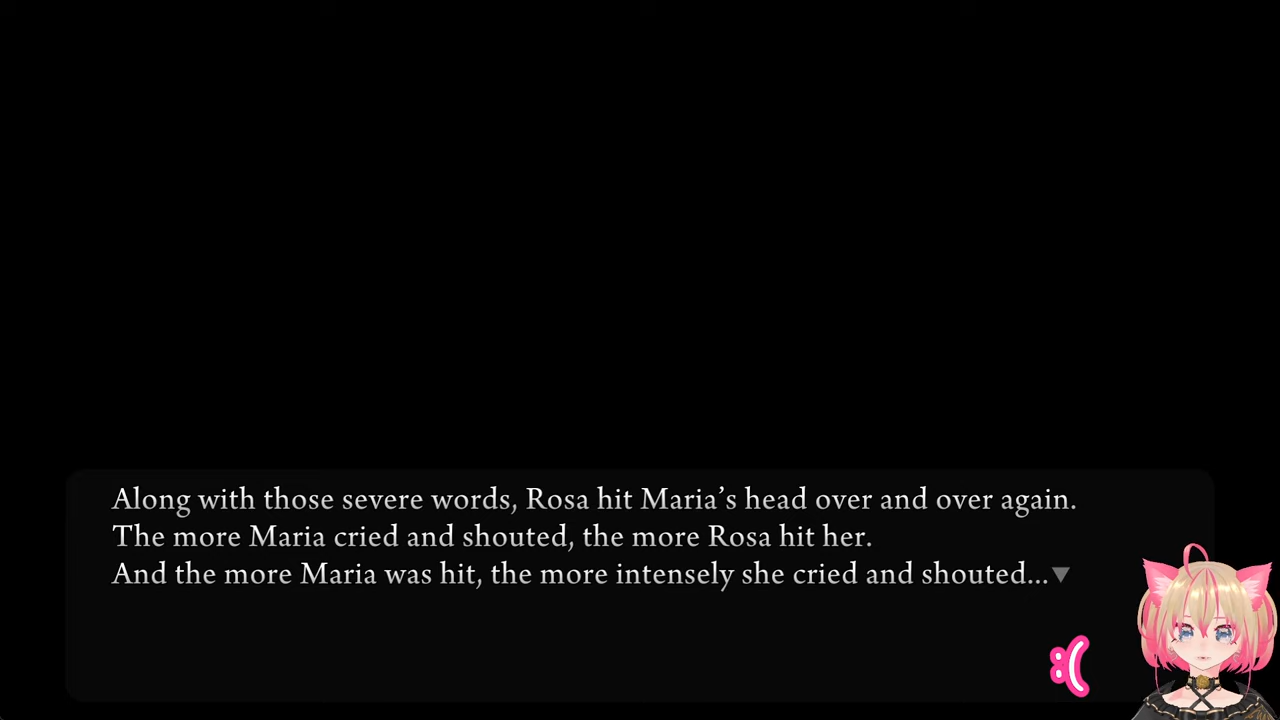 Along with those severe words, Rosa hit Maria’s head over and over again.
The more Maria cried and shouted, the more Rosa hit her.
And the more Maria was hit, the more intensely she cried and shouted...
:(